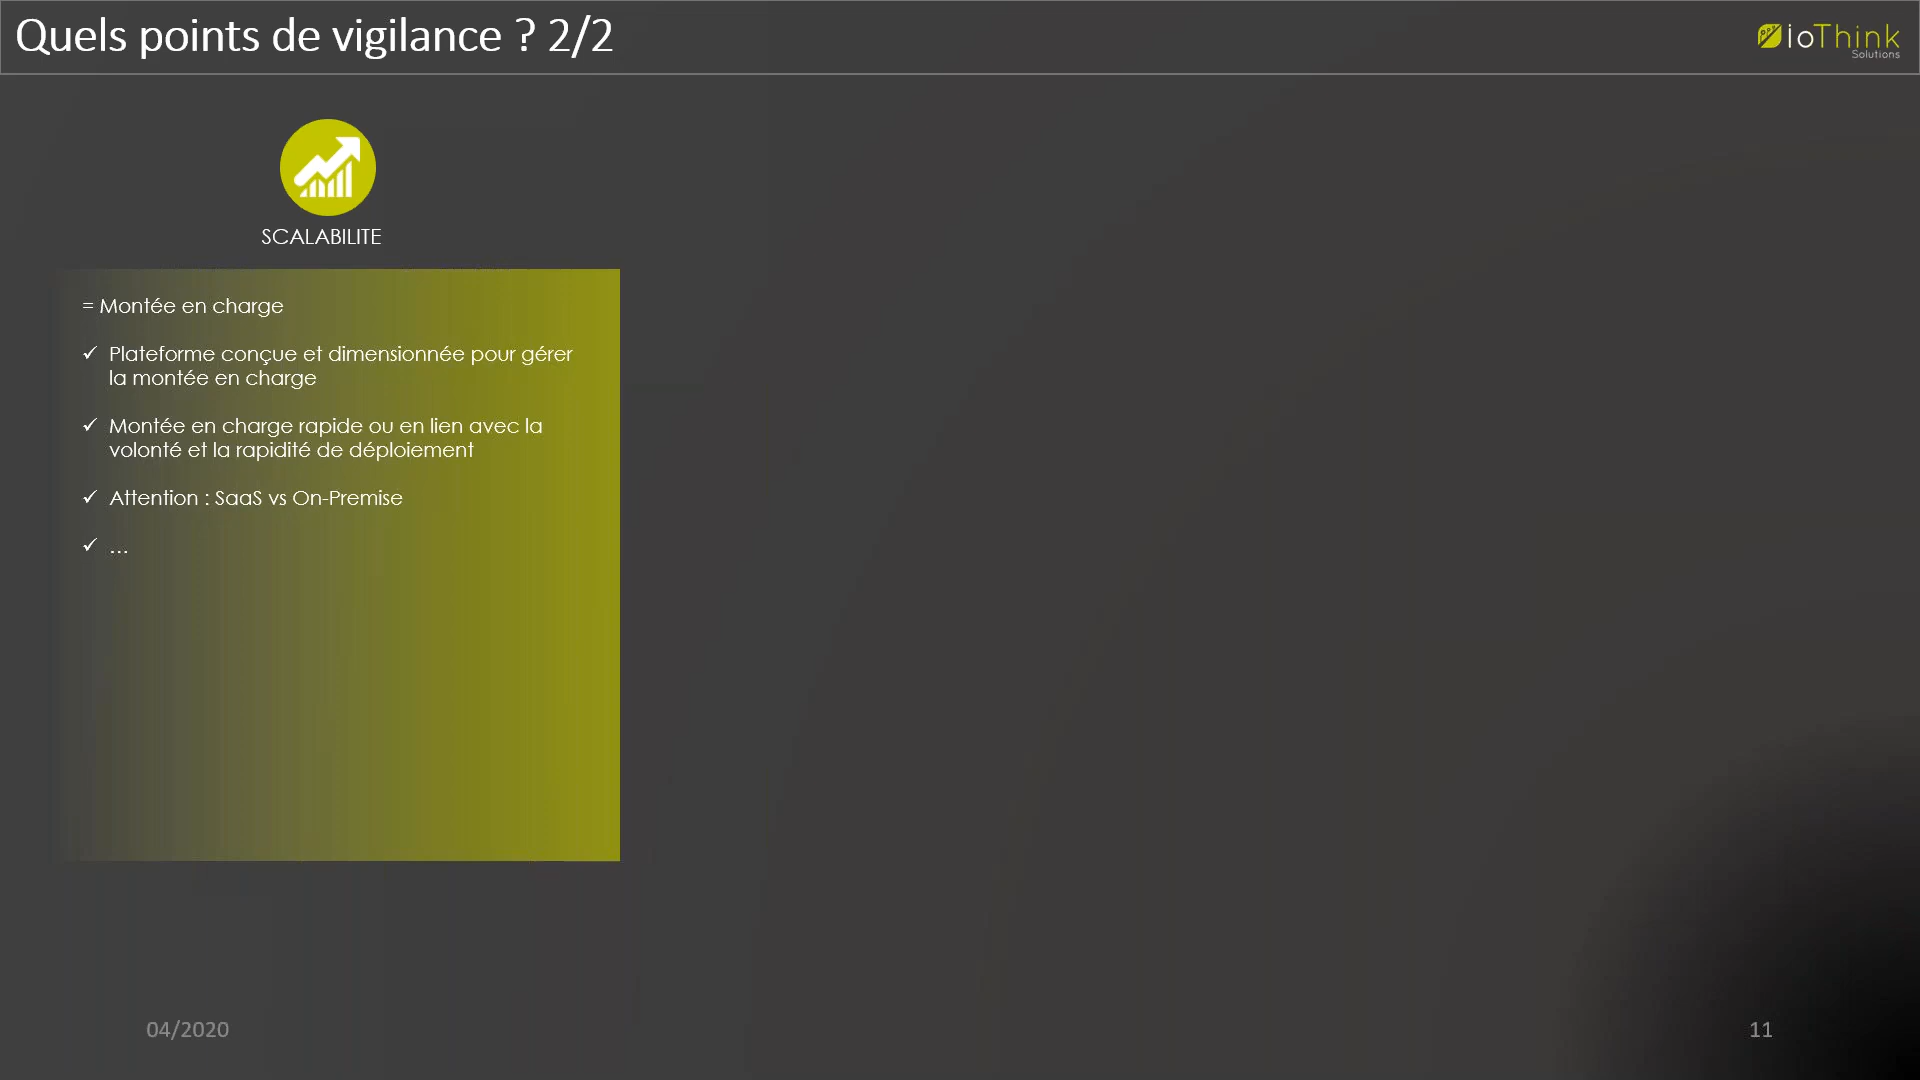 Quels points de vigilance ? 2/2
ioThink
Solutions
SCALABILITE
= Montée en charge
✓ Plateforme conçue et dimensionnée pour gérer
la montée en charge
✓ Montée en charge rapide ou en lien avec la
volonté et la rapidité de déploiement
✓ Attention : SaaS vs On-Premise
✓ ...
04/2020
11